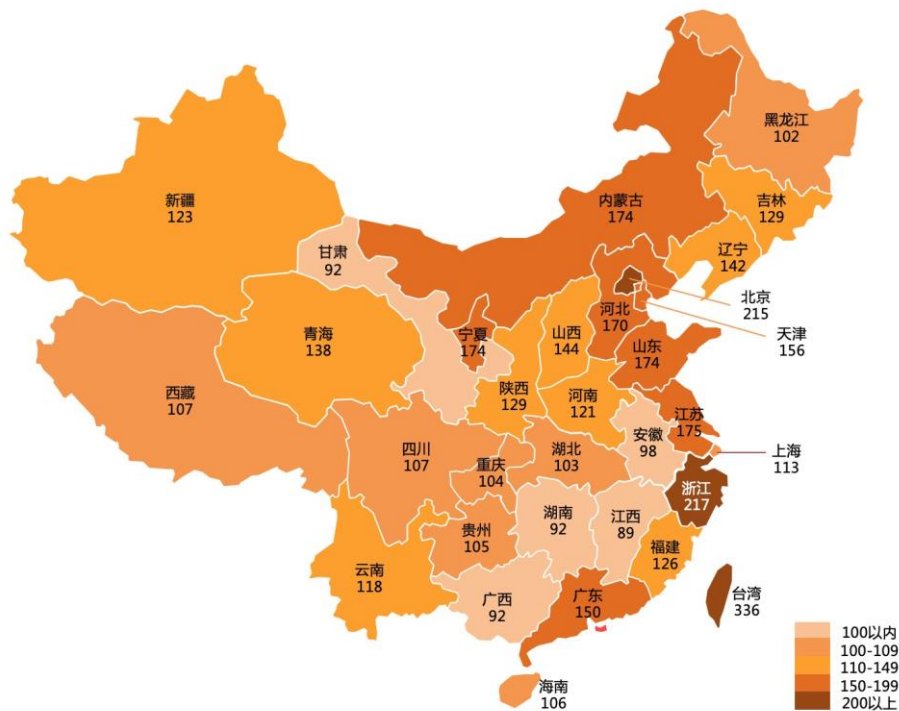 黑龙江
102
新疆
123
内蒙古
174
吉林
129
甘肃
92
辽宁
142
北京
215
河北
170
天津
156
青海
138
宁夏
174
山西
144
山东
174
西藏
107
陕西
129
河南
121
江苏
175
安徽
98
上海
113
四川
107
重庆
104
湖北
103
浙江
217
湖南
92
江西
89
贵州
105
福建
126
云南
118
广西
92
广东
150
台湾
336
海南
106
100以内
100-109
110-149
150-199
200以上